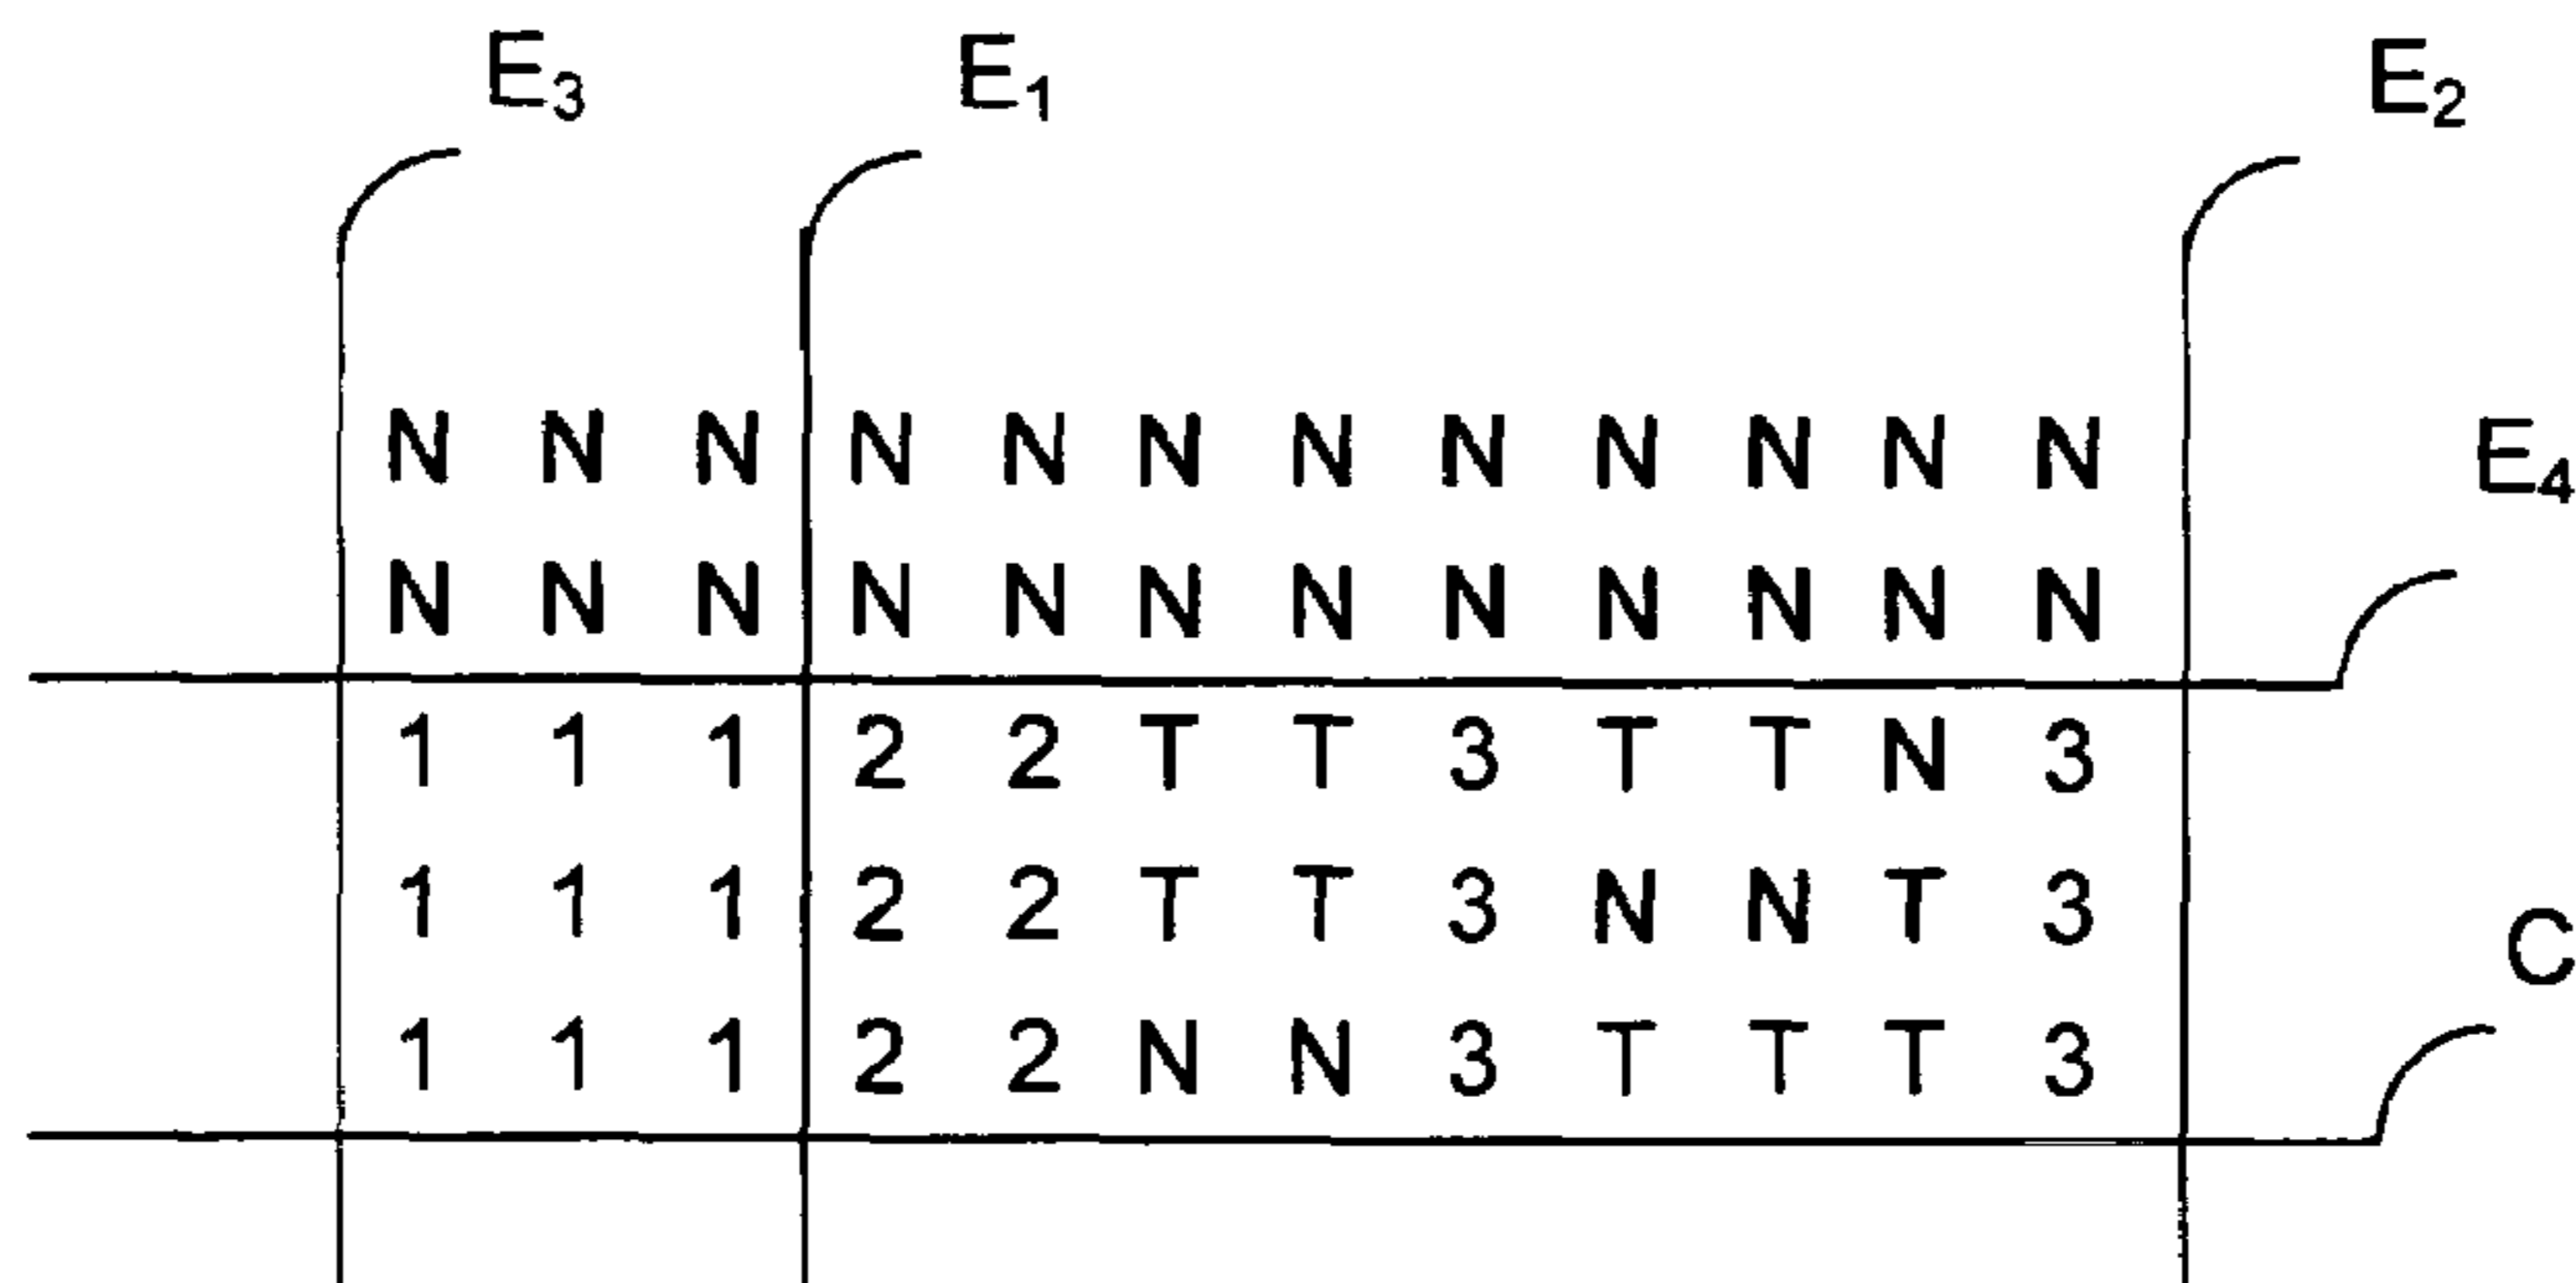 E₃ E₁ E₂
N N N N N N N N N N N N
E₄
N N N N N N N N N N N N
1 1 1 2 2 T T 3 T T N 3
1 1 1 2 2 T T 3 N N T 3
C
1 1 1 2 2 N N 3 T T T 3